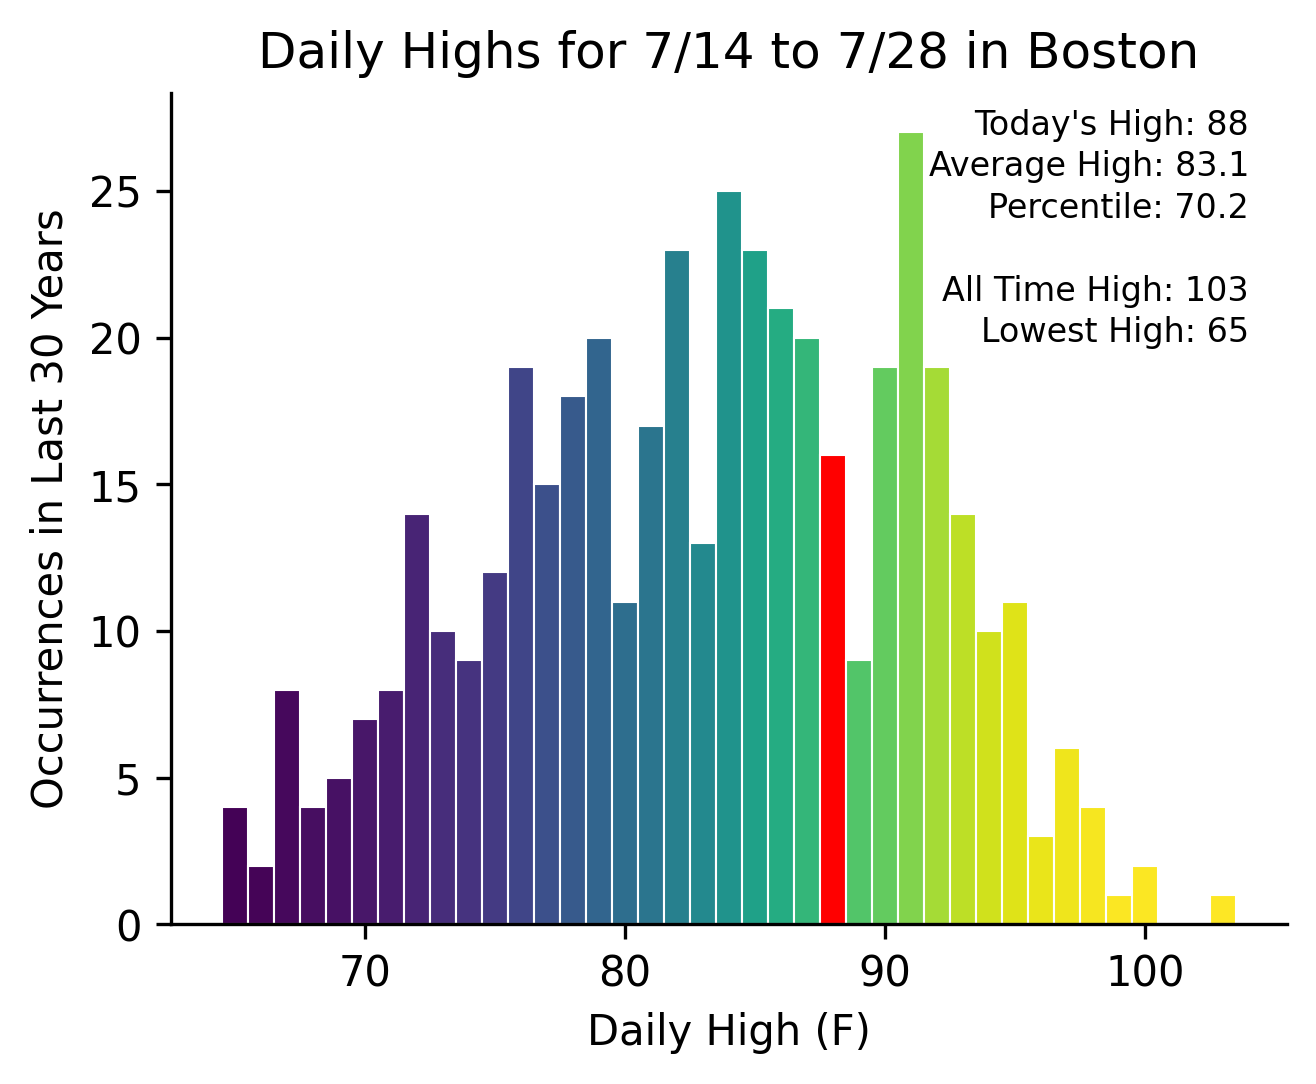 Daily Highs for 7/14 to 7/28 in Boston
Today's High: 88
Average High: 83.1
Percentile: 70.2
All Time High: 103
Lowest High: 65
Occurrences in Last 30 Years
25
20
15
10
5
0
70 80 90 100
Daily High (F)